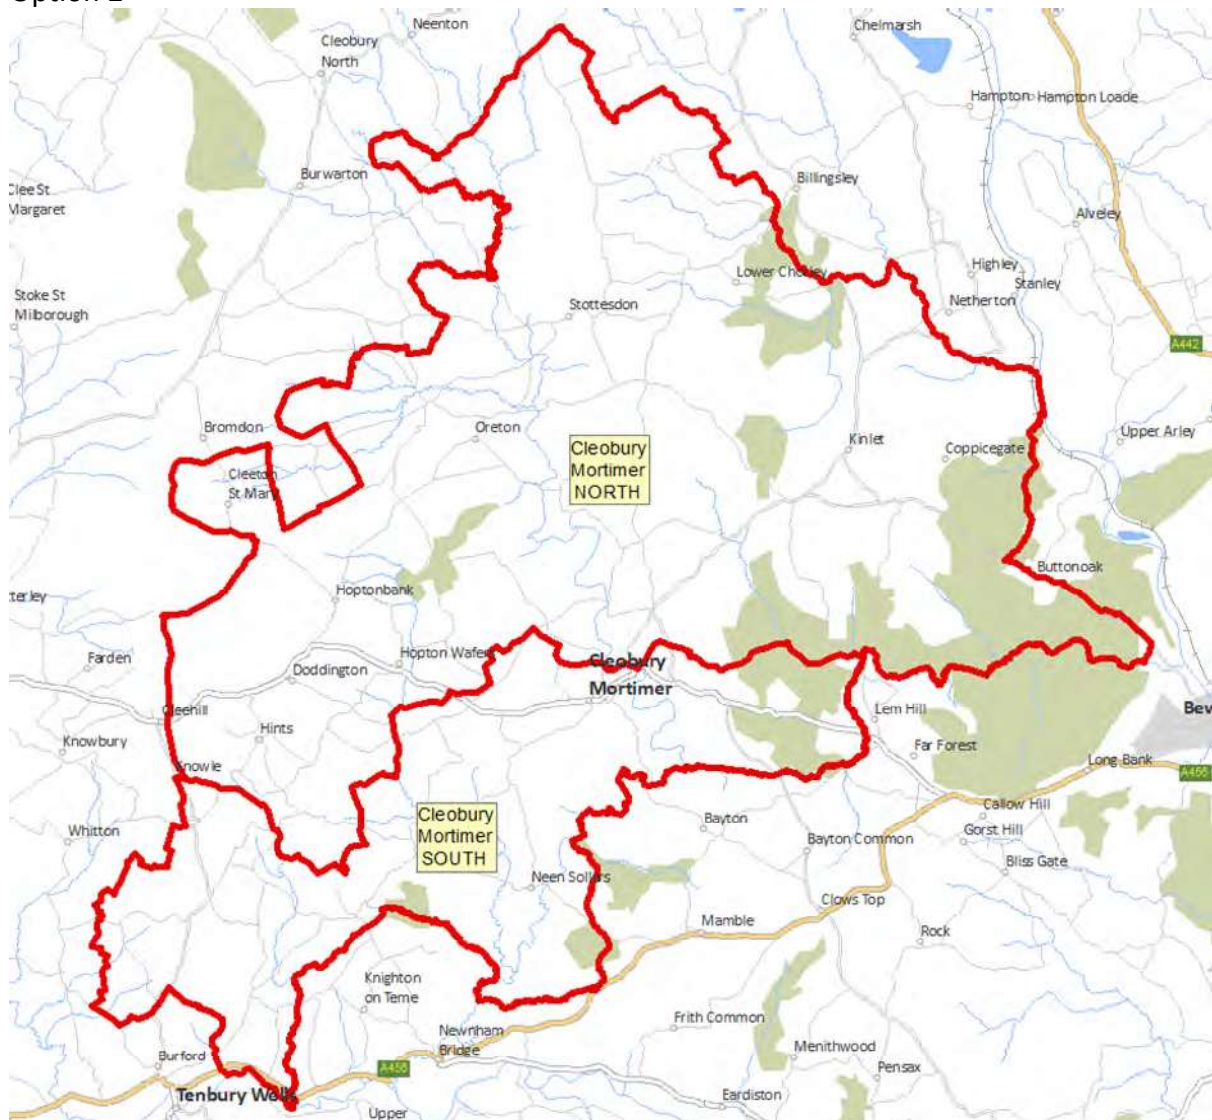 Neenton
Chelmarsh
Cleobury
North
Hampton
Hampton Loade
Burwarton
Billingsley
Clee St
Margaret
Alveley
Highley
Stanley
Stoke St
Milborough
Stottesdon
Netherton
A442
Bromdon
Oreton
Cleobury
Mortimer
NORTH
Kinlet
Upper Arley
Coppicegate
Cleeton
St Mary
Buttonoak
Hoptonbank
Farden
Hopton Wafers
Doddington
Cleobury
Mortimer
Cleehill
Lem Hill
Bew
Knowbury
Hints
Far Forest
Knowle
Long Bank
A456
Cleobury
Mortimer
SOUTH
Callow Hill
Whitton
Bayton
Gorst Hill
Bayton Common
Bliss Gate
Neen Sollars
Clows Top
Mamble
Rock
Knighton
on Teme
Frith Common
Newnham
Bridge
Menithwood
Burford
A456
Pensax
Tenbury Wells
Eardiston
Upper